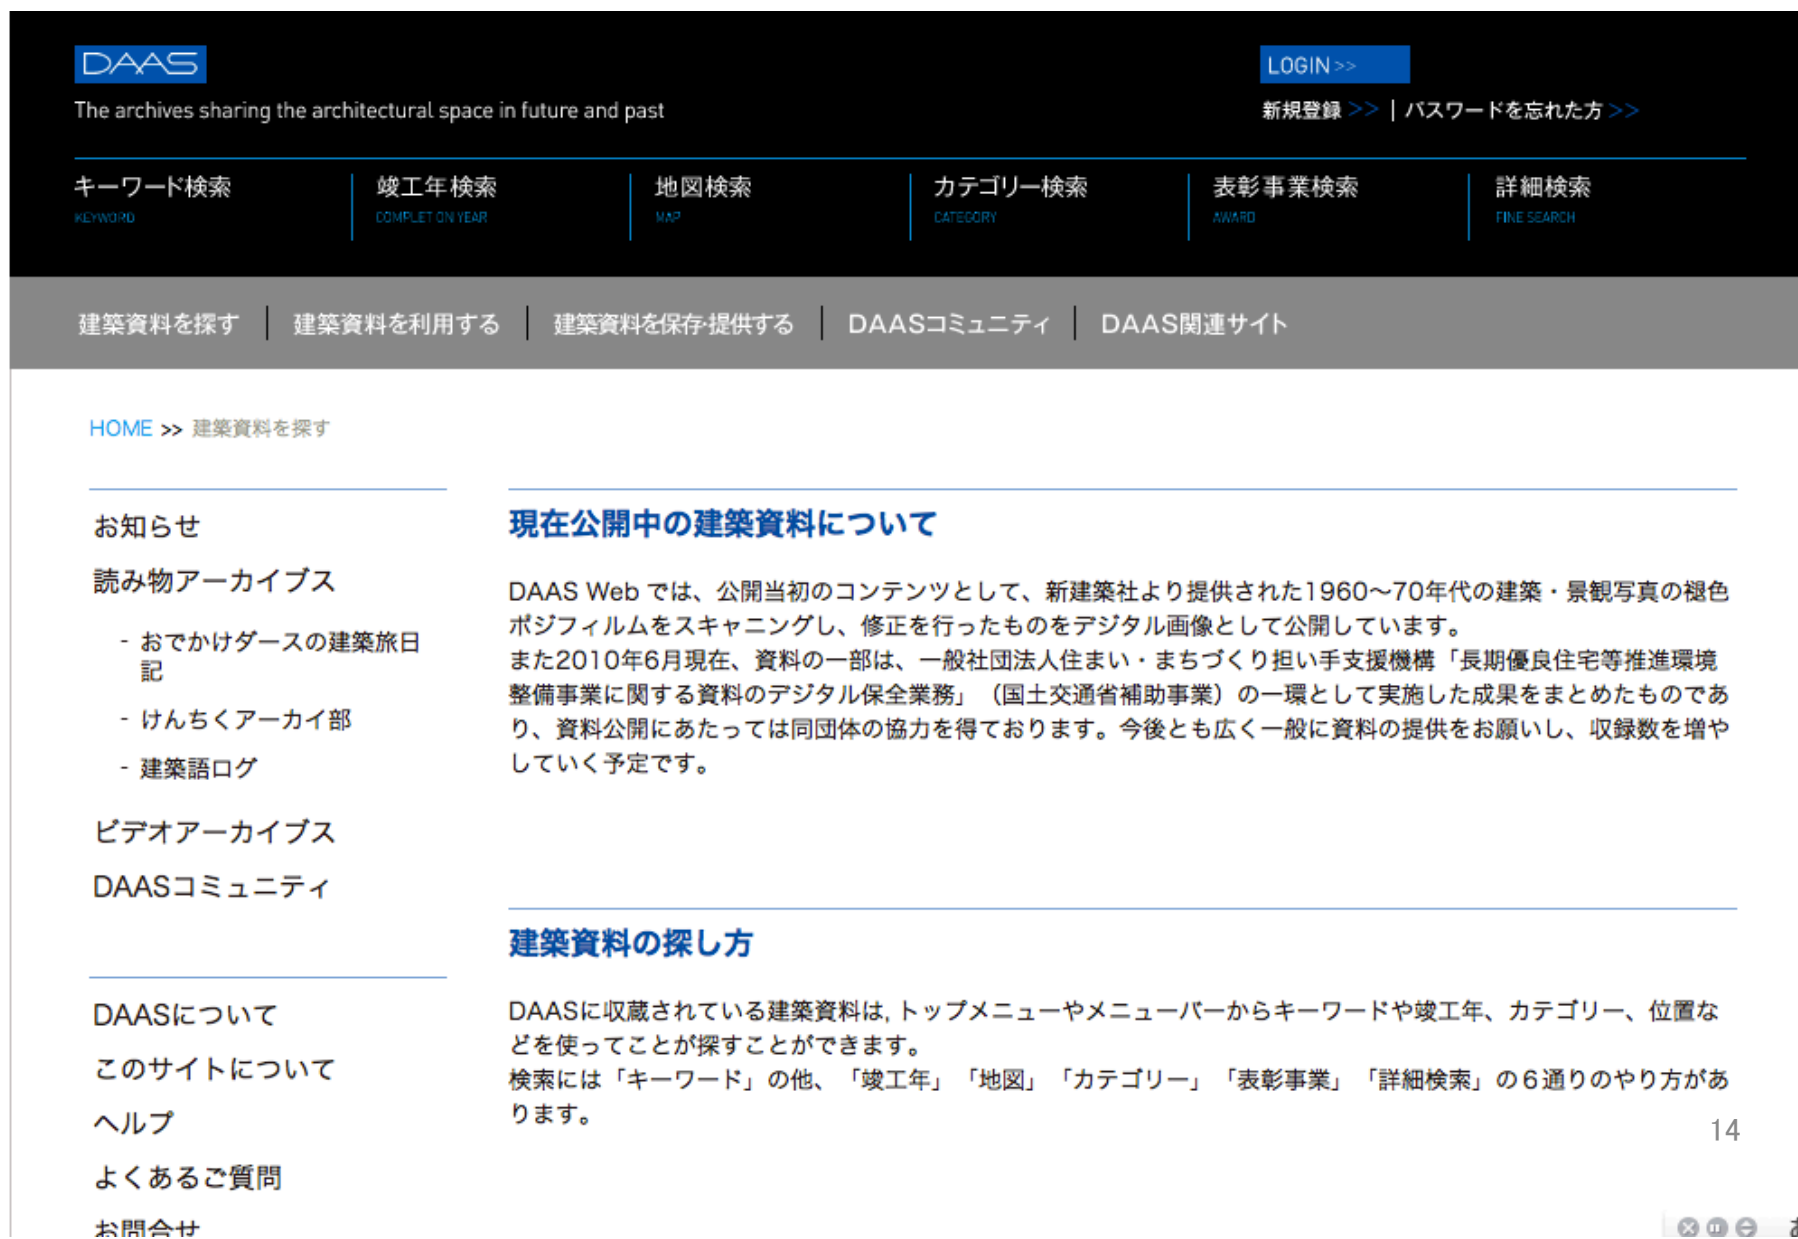 DAAS
LOGIN >>
The archives sharing the architectural space in future and past
新規登録 >> | パスワードを忘れた方 >>
キーワード検索
KEYWORD
竣工年検索
COMPLET ON YEAR
地図検索
MAP
カテゴリー検索
CATEGORY
表彰事業検索
AWARD
詳細検索
FINE SEARCH
建築資料を探す
建築資料を利用する
建築資料を保存・提供する
DAASコミュニティ
DAAS関連サイト
HOME >> 建築資料を探す
お知らせ
読み物アーカイブス
- おでかけダースの建築旅日
記
- けんちくアーカイ部
- 建築語ログ
ビデオアーカイブス
DAASコミュニティ
DAASについて
このサイトについて
ヘルプ
よくあるご質問
お問合せ
現在公開中の建築資料について
DAAS Web では、公開当初のコンテンツとして、新建築社より提供された1960〜70年代の建築・景観写真の褪色
ポジフィルムをスキャニングし、修正を行ったものをデジタル画像として公開しています。
また2010年6月現在、資料の一部は、一般社団法人住まい・まちづくり担い手支援機構「長期優良住宅等推進環境
整備事業に関する資料のデジタル保全業務」（国土交通省補助事業）の一環として実施した成果をまとめたものであ
り、資料公開にあたっては同団体の協力を得ております。今後とも広く一般に資料の提供をお願いし、収録数を増や
していく予定です。
建築資料の探し方
DAASに収蔵されている建築資料は, トップメニューやメニューバーからキーワードや竣工年、カテゴリー、位置な
どを使ってことが探すことができます。
検索には「キーワード」の他、「竣工年」「地図」「カテゴリー」「表彰事業」「詳細検索」の６通りのやり方があ
ります。
14